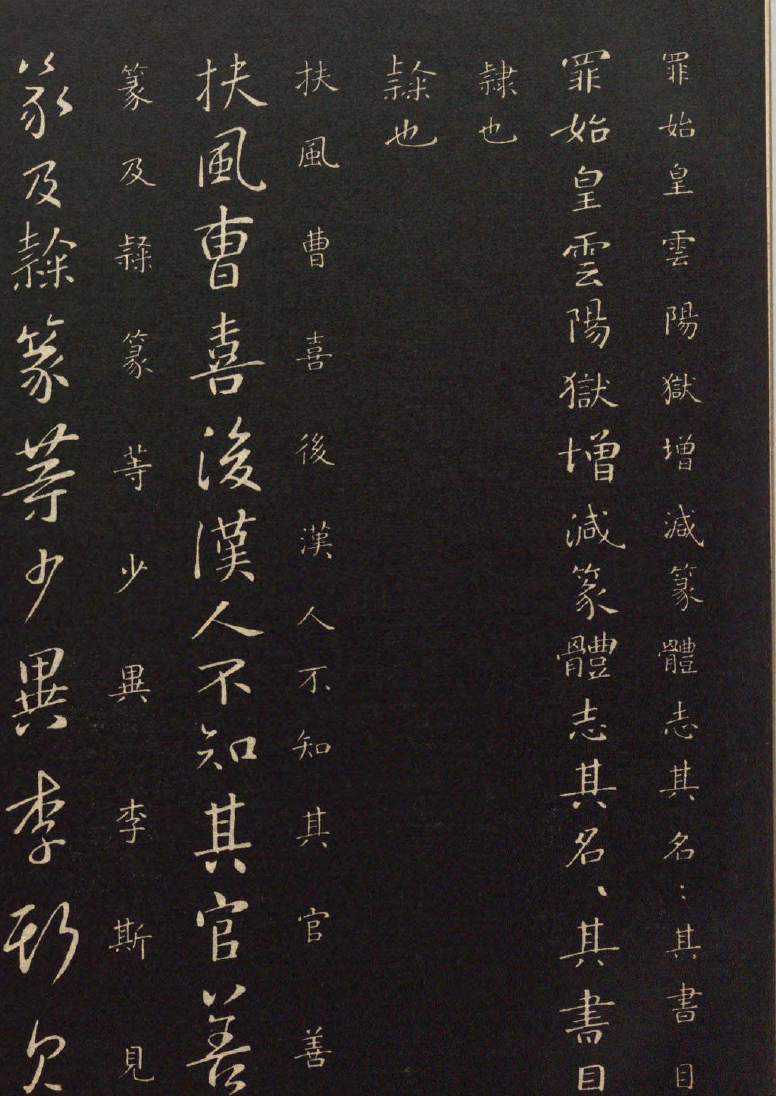 罪始皇雲陽獄增減篆體志其名：其書目
罪始皇雲陽獄增減篆體志其名、其書目
隸也
隸也
扶風曹喜後漢人不知其官善
扶風曹喜後漢人不知其官善
篆及隸篆等少異李斯見
篆及隸篆等少異李斯見